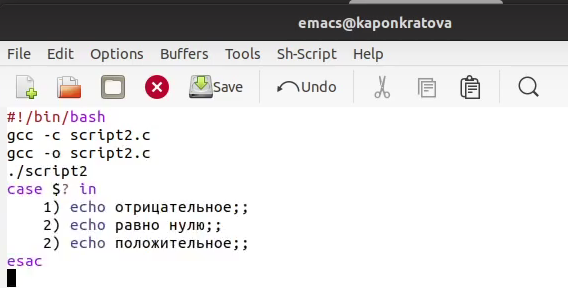 emacs@kaponkratova
File Edit Options Buffers Tools Sh-Script Help
Save Undo
#!/bin/bash
gcc -c script2.c
gcc -o script2.c
./script2
case $? in
    1) echo отрицательное;;
    2) echo равно нулю;;
    2) echo положительное;;
esac